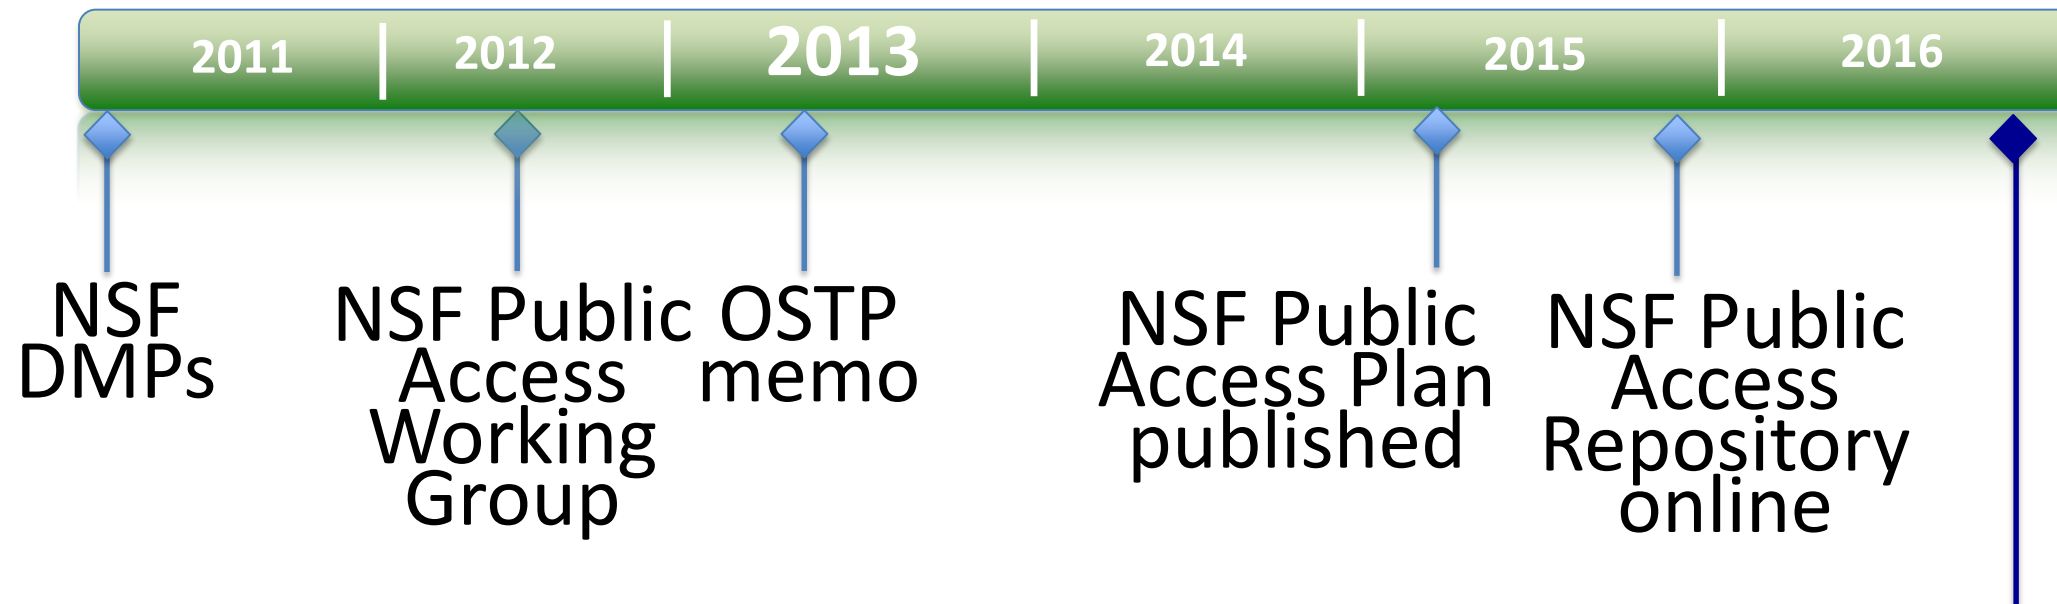 2011 2012 2013 2014 2015 2016
NSF
DMPs
NSF Public
Access
Working
Group
OSTP
memo
NSF Public
Access Plan
published
NSF Public
Access
Repository
online